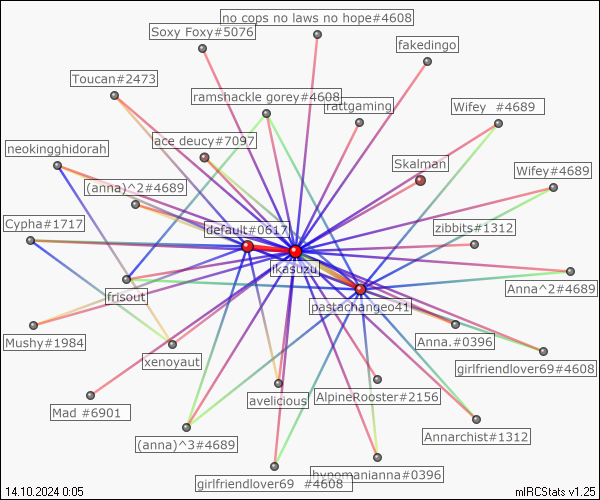 no cops no laws no hope#4608
Soxy Foxy#5076
fakedingo
Toucan#2473
ramshackle gorey#4608
rattgaming
Wifey  #4689
ace deucy#7097
neokingghidorah
Skalman
Wifey#4689
(anna)^2#4689
Cypha#1717
default#0617
zibbits#1312
ikasuzu
Anna^2#4689
frisout
pastachangeo41
Mushy#1984
Anna.#0396
xenoyaut
girlfriendlover69#4608
Mad #6901
avelicious
AlpineRooster#2156
Annarchist#1312
(anna)^3#4689
hypomanianna#0396
girlfriendlover69  #4608
14.10.2024 0:05
mIRCStats v1.25